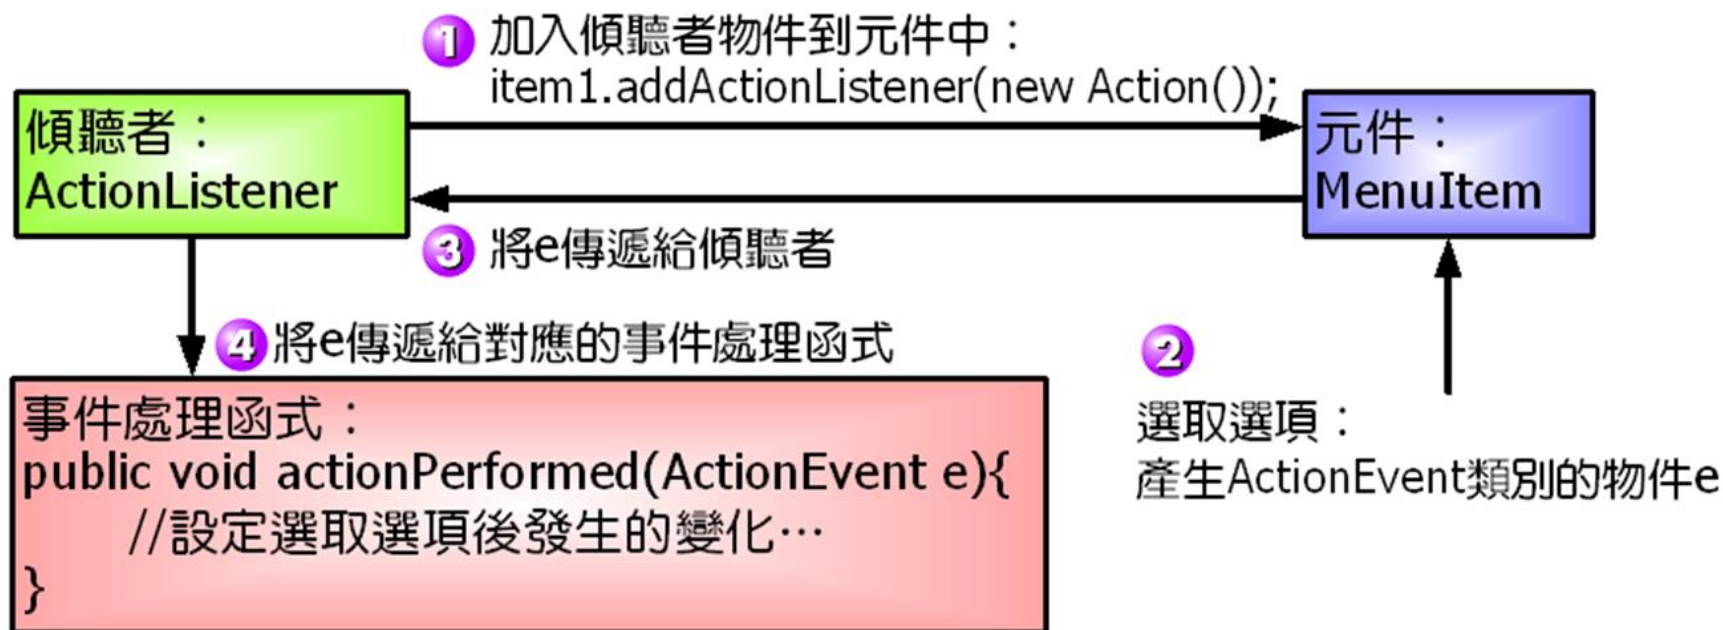 1 加入傾聽者物件到元件中：
item1.addActionListener(new Action());
傾聽者：
ActionListener
元件：
MenuItem
3 將e傳遞給傾聽者
4 將e傳遞給對應的事件處理函式
2
選取選項：
產生ActionEvent類別的物件e
事件處理函式：
public void actionPerformed(ActionEvent e){
//設定選取選項後發生的變化…
}